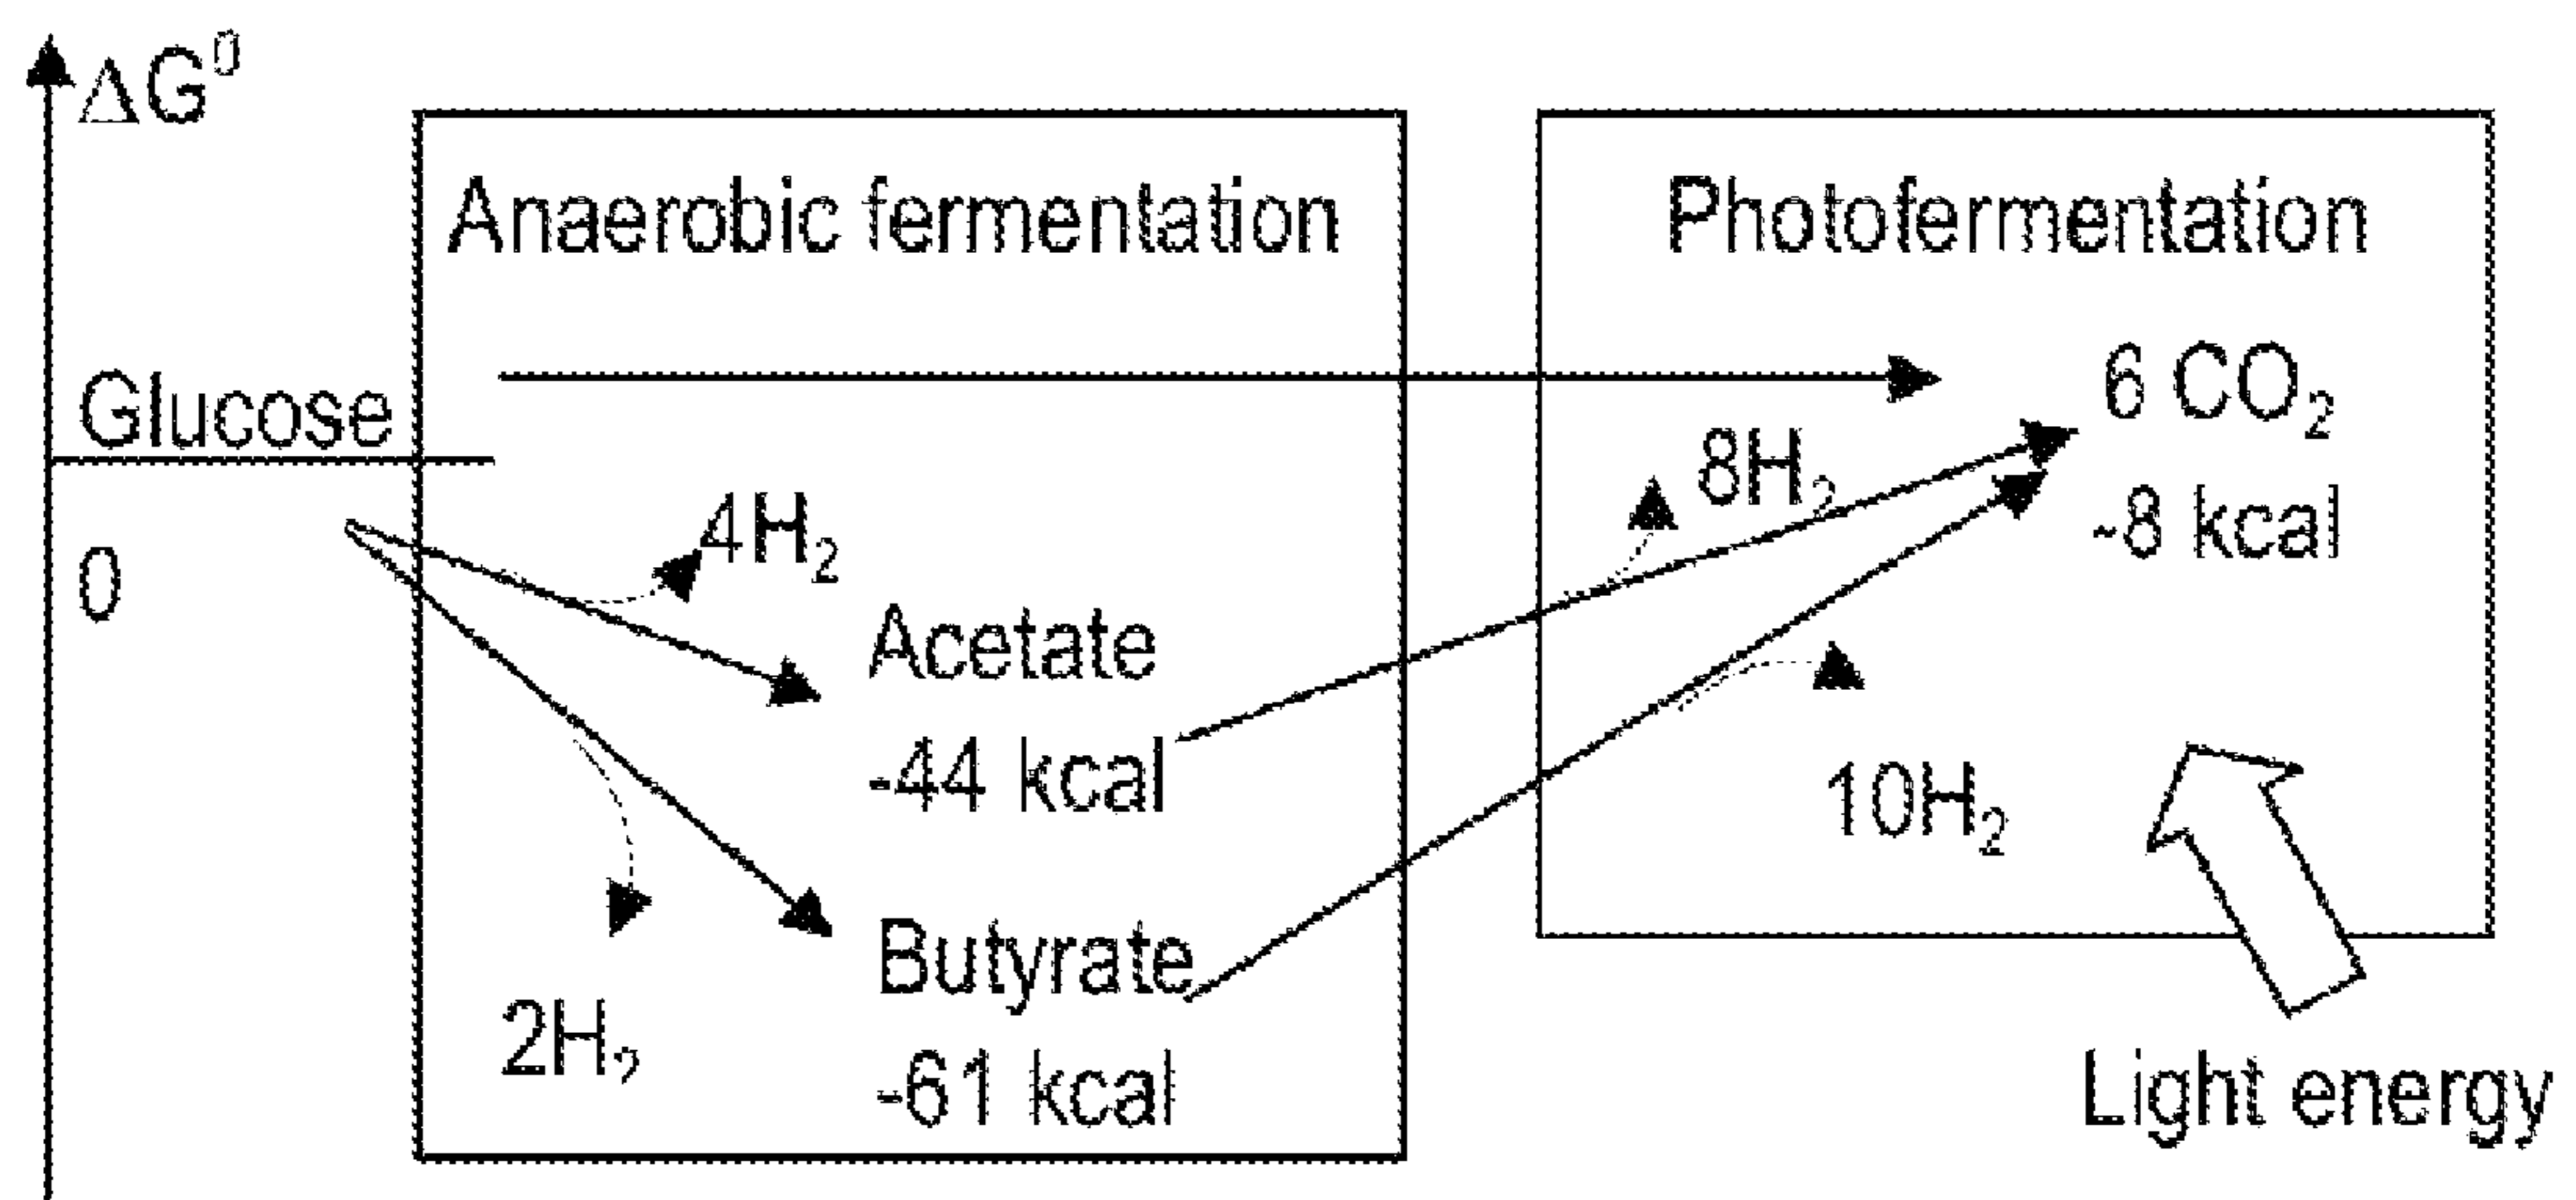 ΔG⁰
Anaerobic fermentation
Photofermentation
Glucose
0
6 CO₂
-8 kcal
4H₂
8H₂
Acetate
-44 kcal
10H₂
Butyrate
-61 kcal
2H₂
Light energy